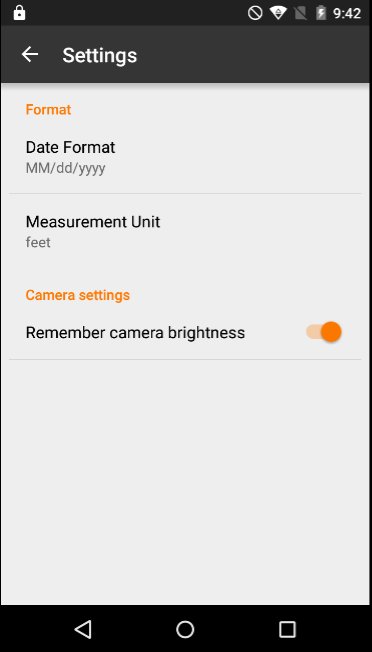 9:42
Settings
Format
Date Format
MM/dd/yyyy
Measurement Unit
feet
Camera settings
Remember camera brightness